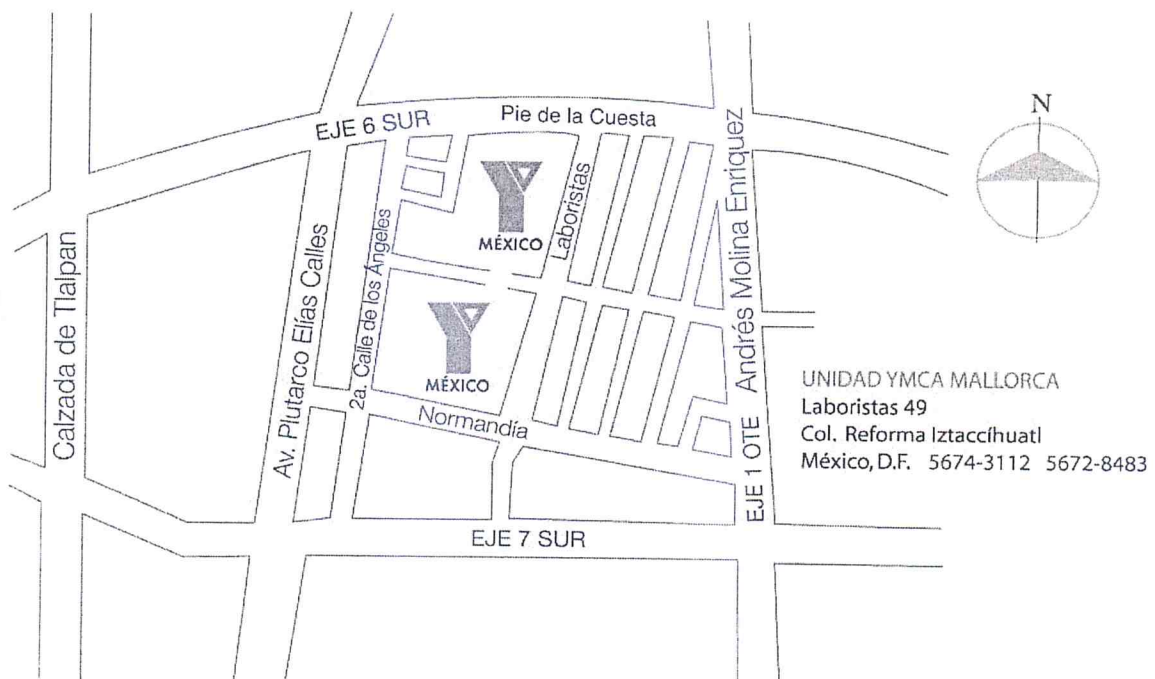 N
Pie de la Cuesta
EJE 6 SUR
MÉXICO
Laboristas
Andrés Molina Enriquez
Calzada de Tlalpan
Av. Plutarco Elías Calles
2a. Calle de los Ángeles
MÉXICO
Normandía
EJE 1 OTE
EJE 7 SUR
UNIDAD YMCA MALLORCA
Laboristas 49
Col. Reforma Iztaccíhuatl
México, D.F. 5674-3112 5672-8483